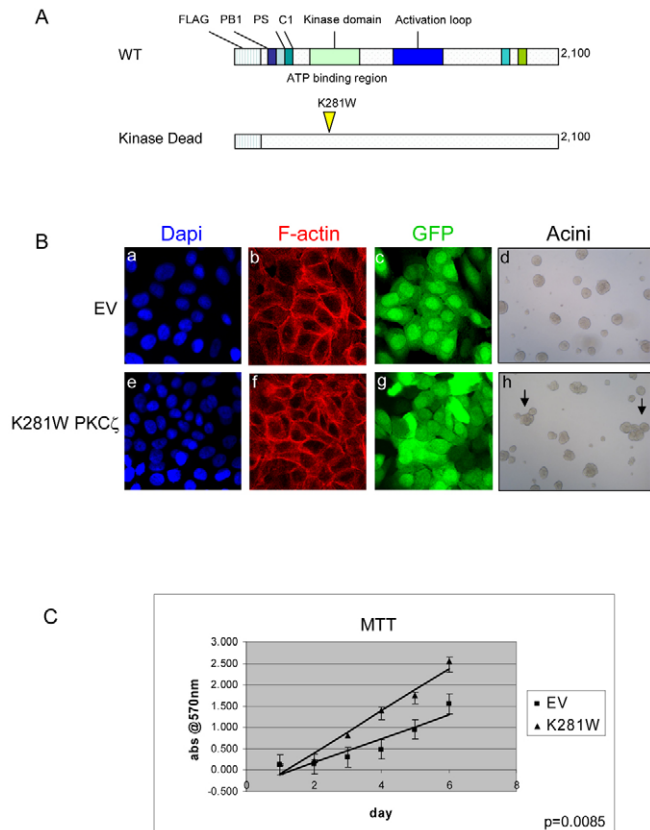 A
FLAG PB1 PS C1 Kinase domain Activation loop
WT
2,100
ATP binding region
K281W
Kinase Dead
2,100
B
Dapi F-actin GFP Acini
EV
a b c d
K281W PKCζ
e f g h
C
MTT
3.000
2.500
2.000
1.500
1.000
0.500
0.000
-0.500
abs @570nm
0 2 4 6 8
day
EV
K281W
p=0.0085